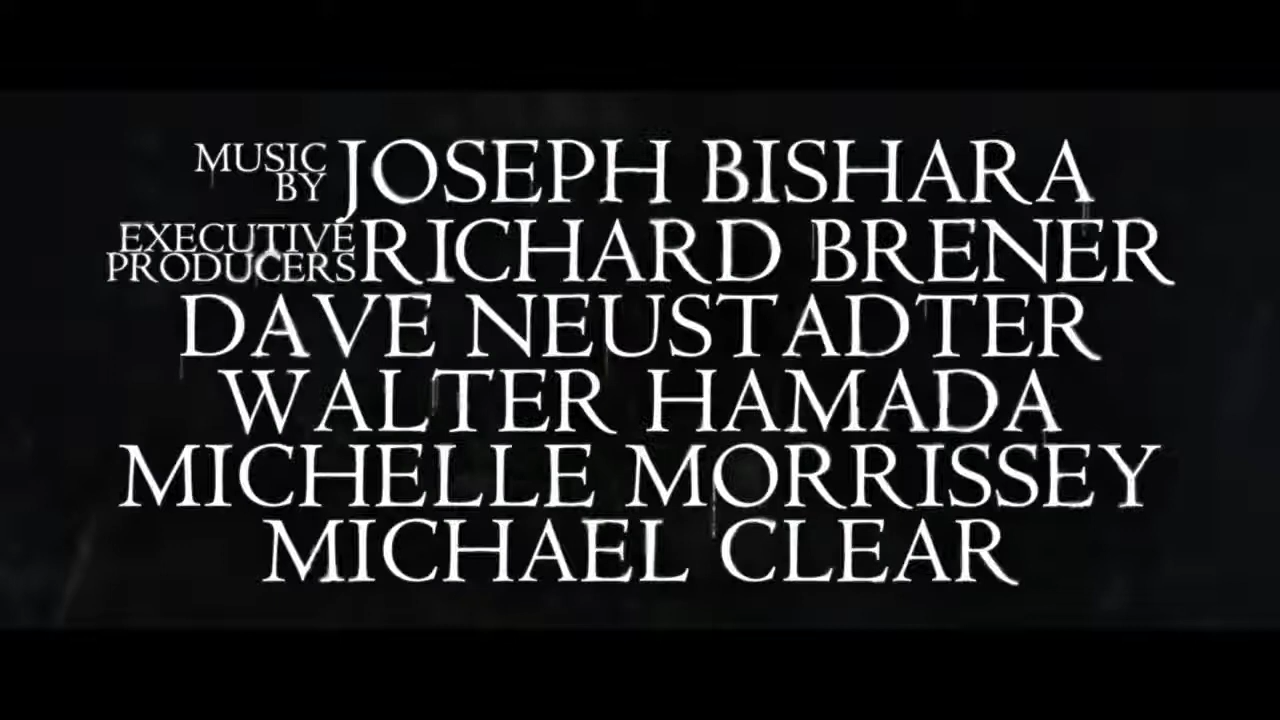 MUSIC BY JOSEPH BISHARA
EXECUTIVE PRODUCERS RICHARD BRENER
DAVE NEUSTADTER
WALTER HAMADA
MICHELLE MORRISSEY
MICHAEL CLEAR